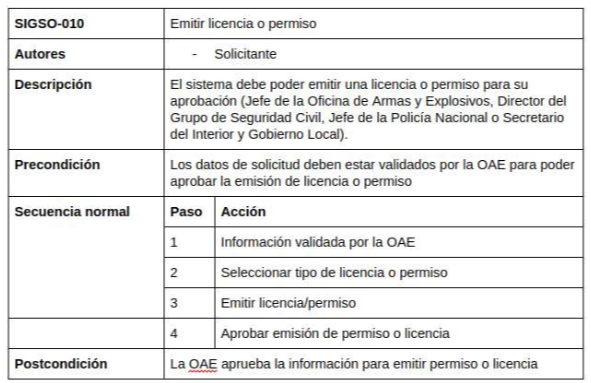 SIGSO-010 Emitir licencia o permiso
Autores - Solicitante
Descripción El sistema debe poder emitir una licencia o permiso para su
aprobación (Jefe de la Oficina de Armas y Explosivos, Director del
Grupo de Seguridad Civil, Jefe de la Policía Nacional o Secretario
del Interior y Gobierno Local).
Precondición Los datos de solicitud deben estar validados por la OAE para poder
aprobar la emisión de licencia o permiso
Secuencia normal Paso Acción
1 Información validada por la OAE
2 Seleccionar tipo de licencia o permiso
3 Emitir licencia/permiso
4 Aprobar emisión de permiso o licencia
Postcondición La OAE aprueba la información para emitir permiso o licencia